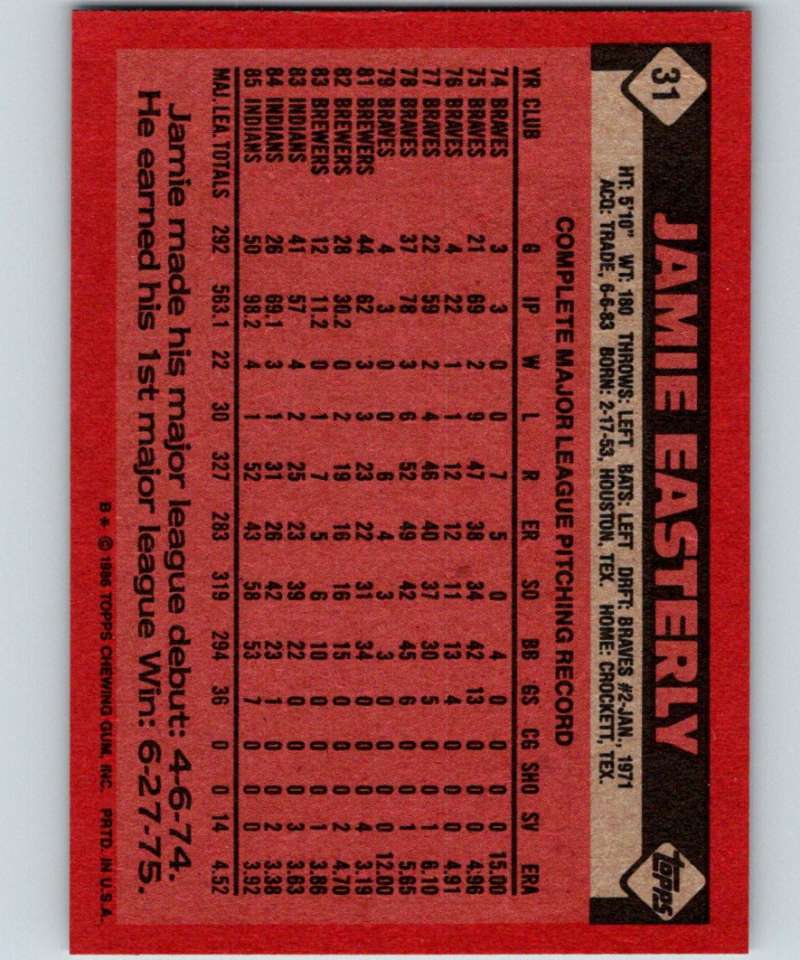 31
JAMIE EASTERLY
topps
HT: 5'10" WT: 180 THROWS: LEFT BATS: LEFT DRFT: BRAVES #2-JAN., 1971
ACQ: TRADE, 6-6-83 BORN: 2-17-53, HOUSTON, TEX. HOME: CROCKETT, TEX.
COMPLETE MAJOR LEAGUE PITCHING RECORD
YR CLUB G IP W L R ER SO BB GS CG SHO SV ERA
74 BRAVES 3 3 0 0 7 5 0 4 0 0 0 0 15.00
75 BRAVES 21 69 2 9 47 38 34 42 13 0 0 0 4.96
76 BRAVES 4 22 1 1 12 12 11 13 4 0 0 0 4.91
77 BRAVES 22 59 2 4 46 40 37 30 5 0 0 1 6.10
78 BRAVES 37 78 3 6 52 49 42 45 6 0 0 1 5.65
79 BRAVES 4 3 0 0 6 4 3 3 0 0 0 0 12.00
81 BREWERS 44 62 3 3 23 22 31 34 0 0 0 4 3.19
82 BREWERS 28 30.2 0 2 19 16 16 15 0 0 0 2 4.70
83 BREWERS 12 11.2 0 1 7 5 6 10 0 0 0 1 3.86
83 INDIANS 41 57 4 2 25 23 39 22 0 0 0 3 3.63
84 INDIANS 26 69.1 3 1 31 26 42 23 1 0 0 2 3.38
85 INDIANS 50 98.2 4 1 52 43 58 53 7 0 0 0 3.92
MAJ. LEA. TOTALS 292 563.1 22 30 327 283 319 294 36 0 0 14 4.52
Jamie made his major league debut: 4-6-74.
He earned his 1st major league Win: 6-27-75.
B* © 1986 TOPPS CHEWING GUM, INC. PRTD. IN U.S.A.